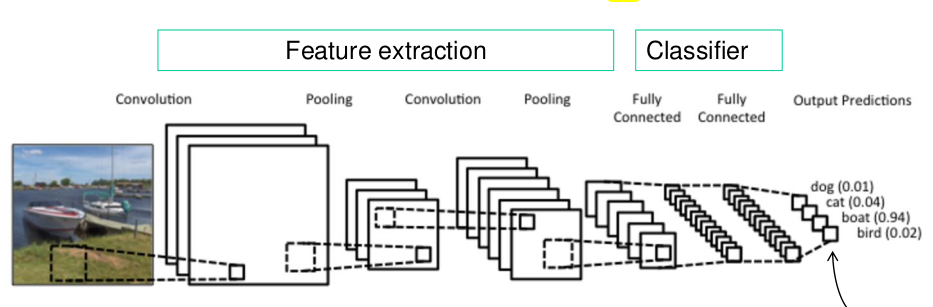 Feature extraction
Classifier
Convolution
Pooling
Convolution
Pooling
Fully
Connected
Fully
Connected
Output Predictions
dog (0.01)
cat (0.04)
boat (0.94)
bird (0.02)